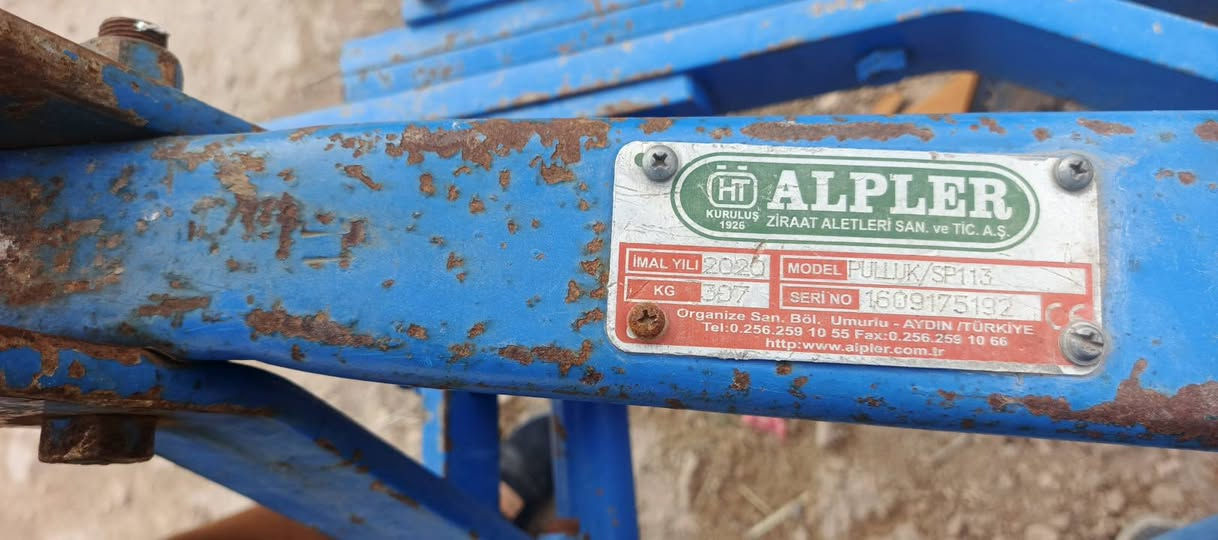 HT
KURULUŞ
1926
ALPLER
ZİRAAT ALETLERİ SAN. ve TİC. A.Ş.
İMAL YILI 2020 MODEL PULLUK/SP113
KG 307 SERİ NO 1609175192
CE
Organize San. Böl. Umurlu - AYDIN /TÜRKİYE
Tel:0.256.259 10 55 Fax:0.256.259 10 66
http:www.alpler.com.tr